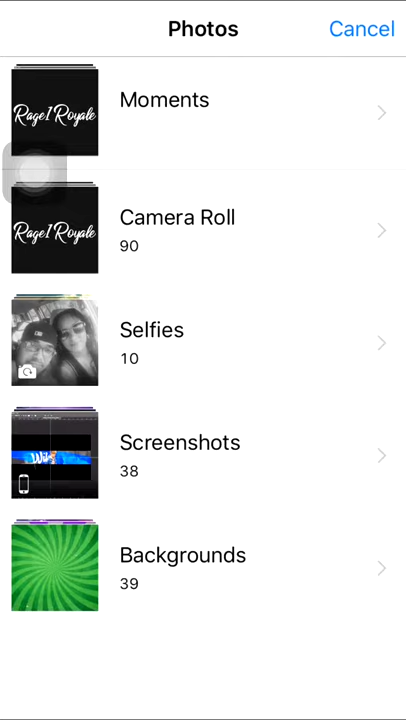 Photos
Cancel
Moments
Rage1 Royale
Camera Roll
90
Rage1 Royale
Selfies
10
Screenshots
38
Backgrounds
39